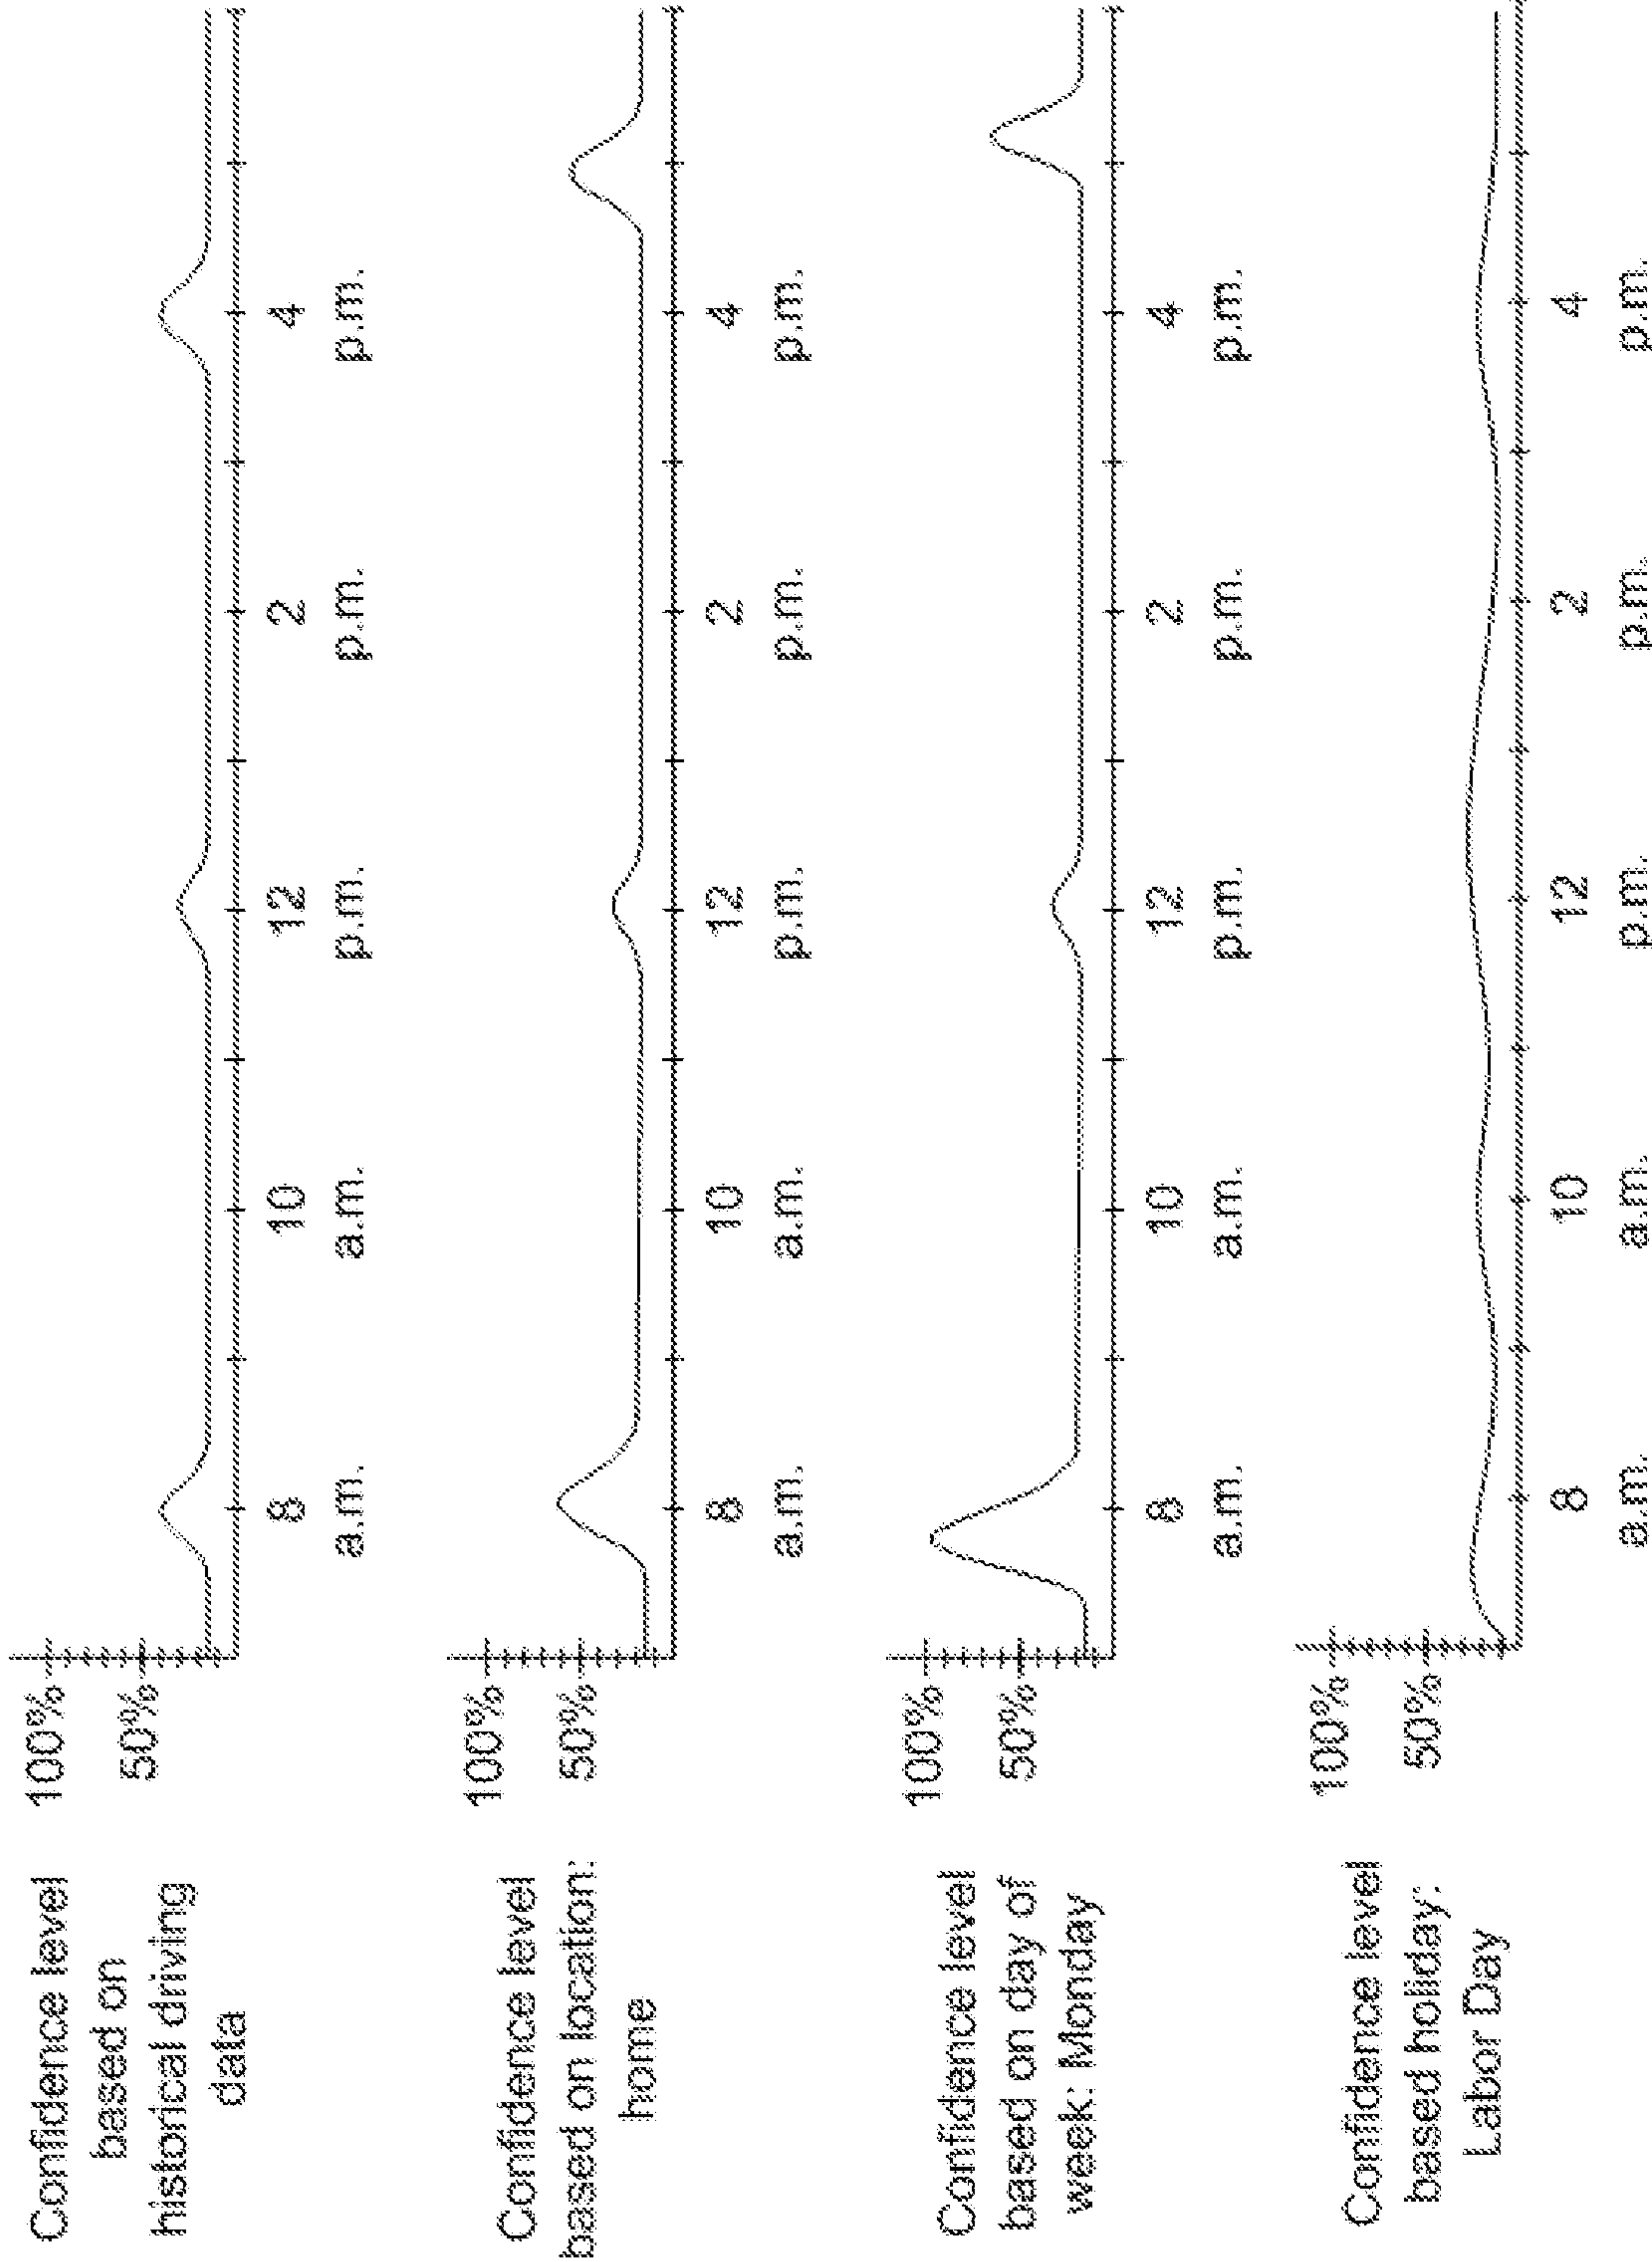 Confidence level
based on
historical driving
data
100%
50%
8
a.m.
10
a.m.
12
p.m.
2
p.m.
4
p.m.
Confidence level
based on location:
home
100%
50%
8
a.m.
10
a.m.
12
p.m.
2
p.m.
4
p.m.
Confidence level
based on day of
week: Monday
100%
50%
8
a.m.
10
a.m.
12
p.m.
2
p.m.
4
p.m.
Confidence level
based holiday:
Labor Day
100%
50%
8
a.m.
10
a.m.
12
p.m.
2
p.m.
4
p.m.